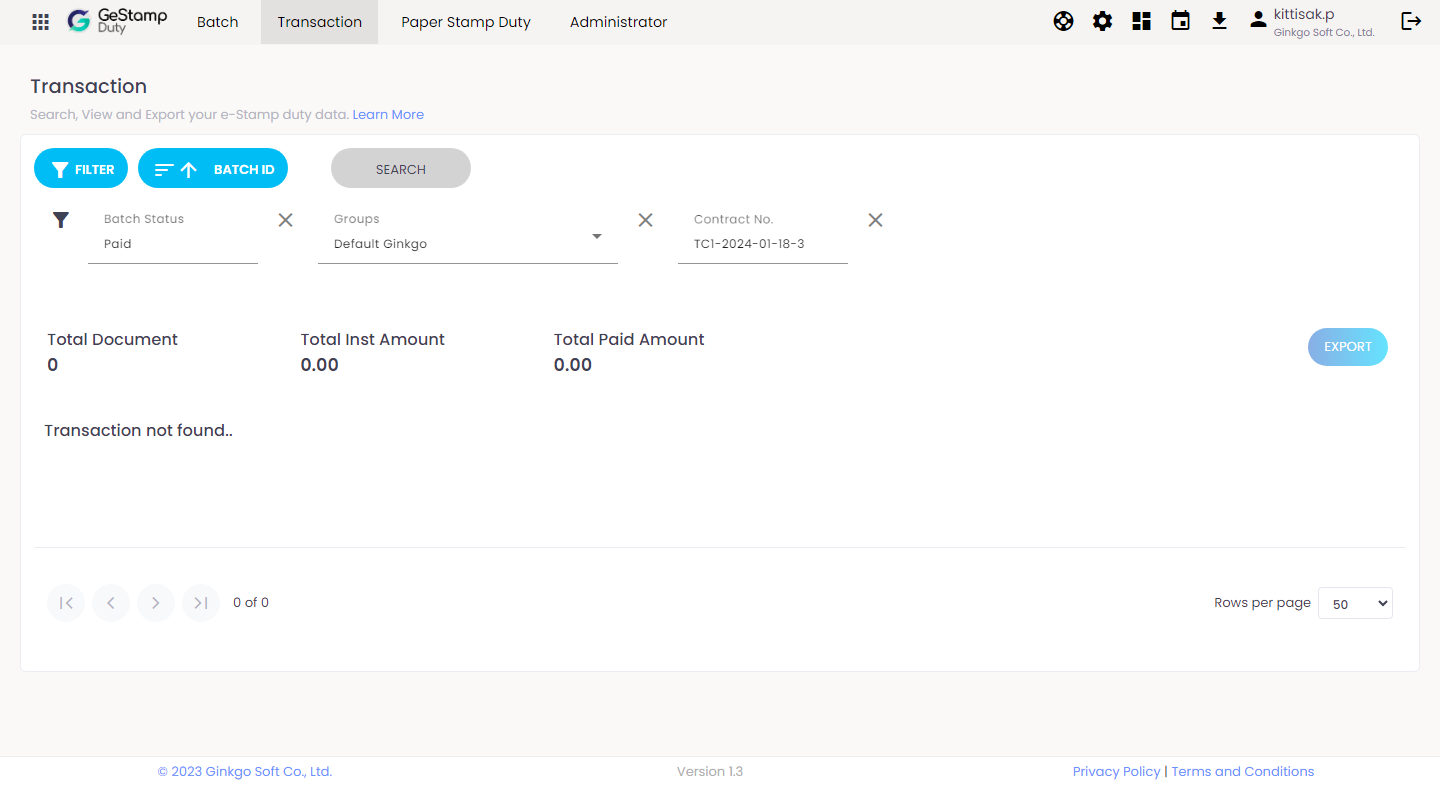 GeStamp
Duty
Batch
Transaction
Paper Stamp Duty
Administrator
kittisak.p
Ginkgo Soft Co., Ltd.
Transaction
Search, View and Export your e-Stamp duty data. Learn More
FILTER
BATCH ID
SEARCH
Batch Status
Paid
Groups
Default Ginkgo
Contract No.
TC1-2024-01-18-3
Total Document
0
Total Inst Amount
0.00
Total Paid Amount
0.00
EXPORT
Transaction not found..
0 of 0
Rows per page
50
© 2023 Ginkgo Soft Co., Ltd.
Version 1.3
Privacy Policy | Terms and Conditions